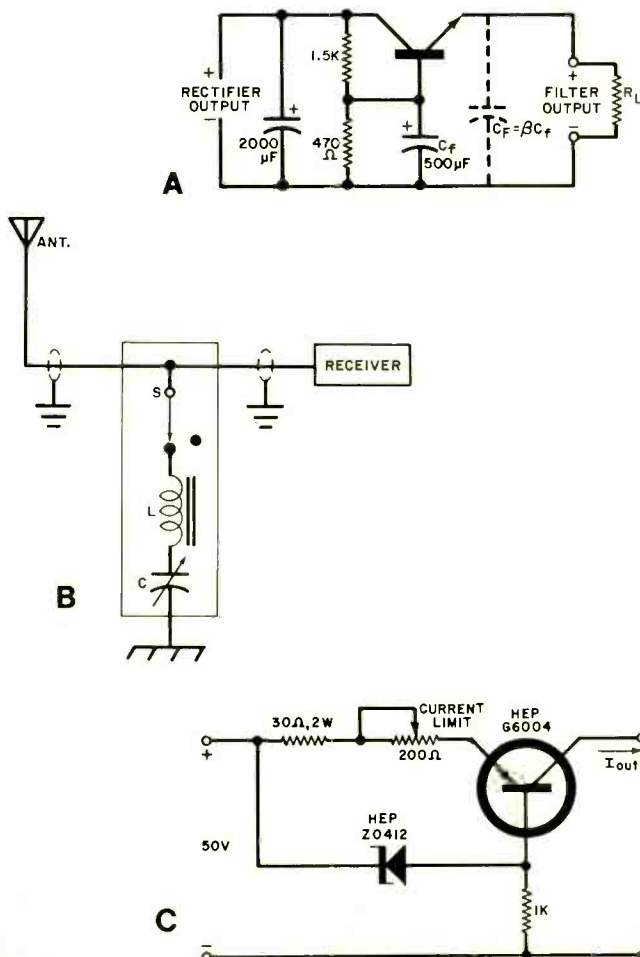 1.5K
+
RECTIFIER
OUTPUT
-
+
2000
µF
470
Ω
+
Cf
500µF
CF=βCf
+
FILTER
OUTPUT
-
RL
A
ANT.
RECEIVER
S
L
C
B
30Ω,2W
CURRENT
LIMIT
200Ω
HEP
G6004
Iout
+
50V
HEP
Z0412
1K
-
C